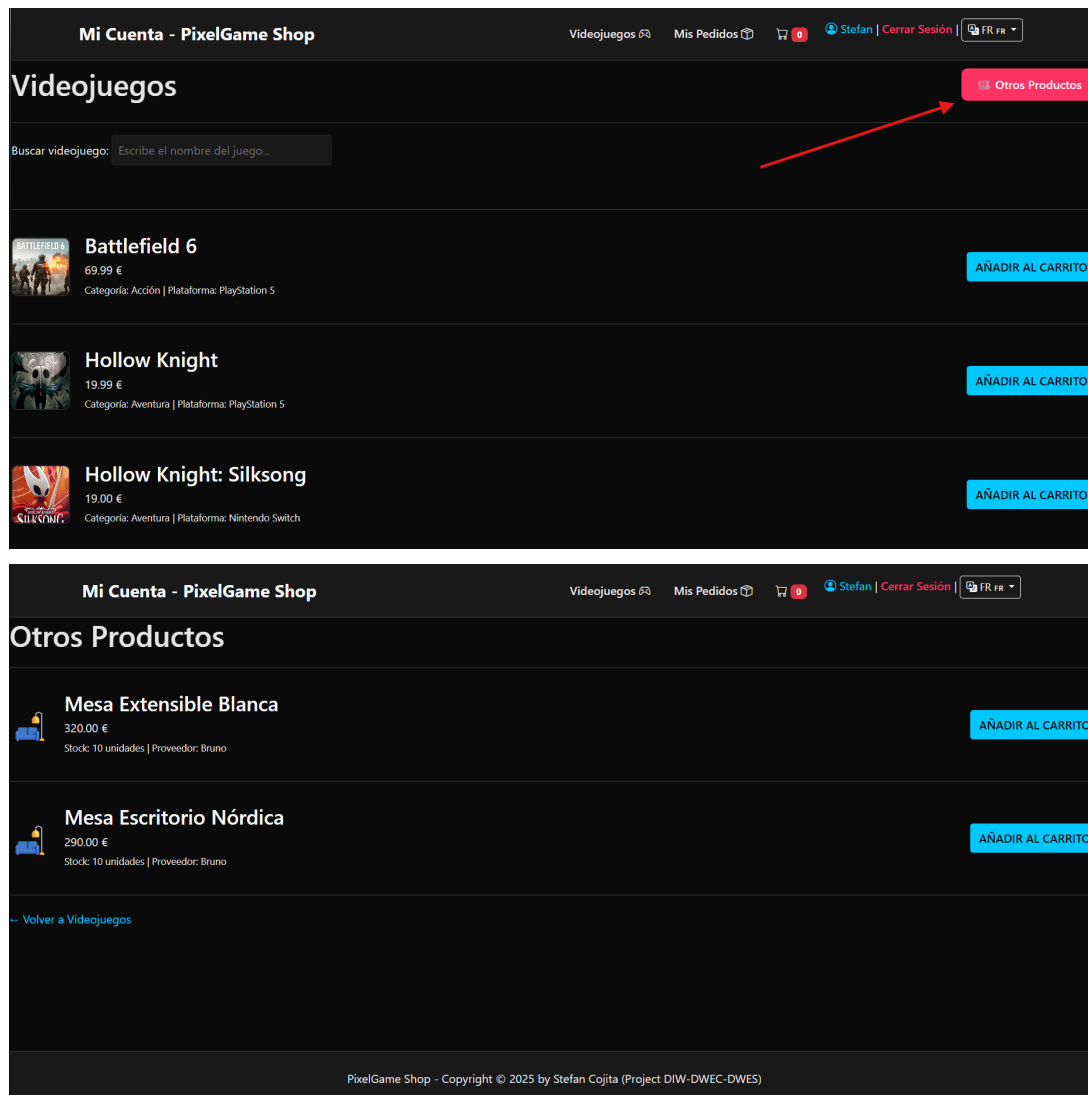 Mi Cuenta - PixelGame Shop
Videojuegos
Mis Pedidos
0
Stefan | Cerrar Sesión |
FR FR
Videojuegos
Otros Productos
Buscar videojuego:
Escribe el nombre del juego...
BATTLEFIELD 6
Battlefield 6
69.99 €
Categoría: Acción | Plataforma: PlayStation 5
AÑADIR AL CARRITO
Hollow Knight
19.99 €
Categoría: Aventura | Plataforma: PlayStation 5
AÑADIR AL CARRITO
SILKSONG
Hollow Knight: Silksong
19.00 €
Categoría: Aventura | Plataforma: Nintendo Switch
AÑADIR AL CARRITO
Mi Cuenta - PixelGame Shop
Videojuegos
Mis Pedidos
0
Stefan | Cerrar Sesión |
FR FR
Otros Productos
Mesa Extensible Blanca
320.00 €
Stock: 10 unidades | Proveedor: Bruno
AÑADIR AL CARRITO
Mesa Escritorio Nórdica
290.00 €
Stock: 10 unidades | Proveedor: Bruno
AÑADIR AL CARRITO
← Volver a Videojuegos
PixelGame Shop - Copyright © 2025 by Stefan Cojita (Project DIW-DWEC-DWES)